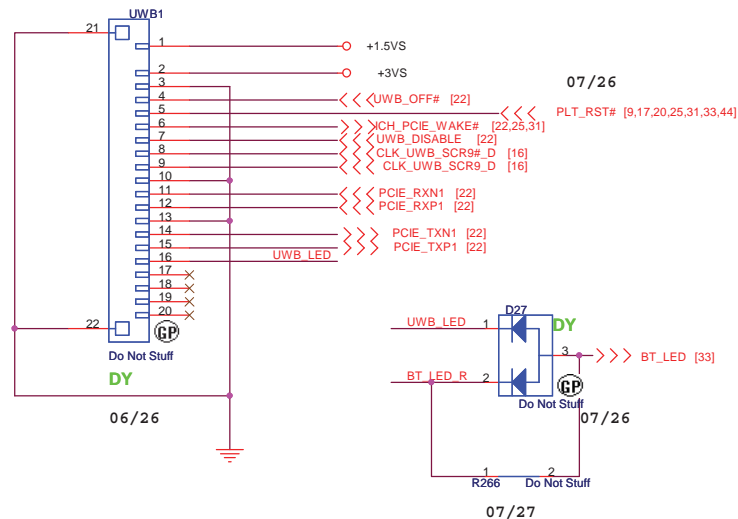 UWB1
21
1 +1.5VS
2 +3VS
3
07/26
4 UWB_OFF# [22]
5 PLT_RST# [9,17,20,25,31,33,44]
6 ICH_PCIE_WAKE# [22,25,31]
7 UWB_DISABLE [22]
8 CLK_UWB_SCR9#_D [16]
9 CLK_UWB_SCR9_D [16]
10
11 PCIE_RXN1 [22]
12 PCIE_RXP1 [22]
13
14 PCIE_TXN1 [22]
15 PCIE_TXP1 [22]
16 UWB_LED
17
18
19
20
22
GP
Do Not Stuff
DY
06/26
D27
UWB_LED 1
DY
3 BT_LED [33]
BT_LED_R 2
GP
Do Not Stuff
07/26
1 2
R266 Do Not Stuff
07/27